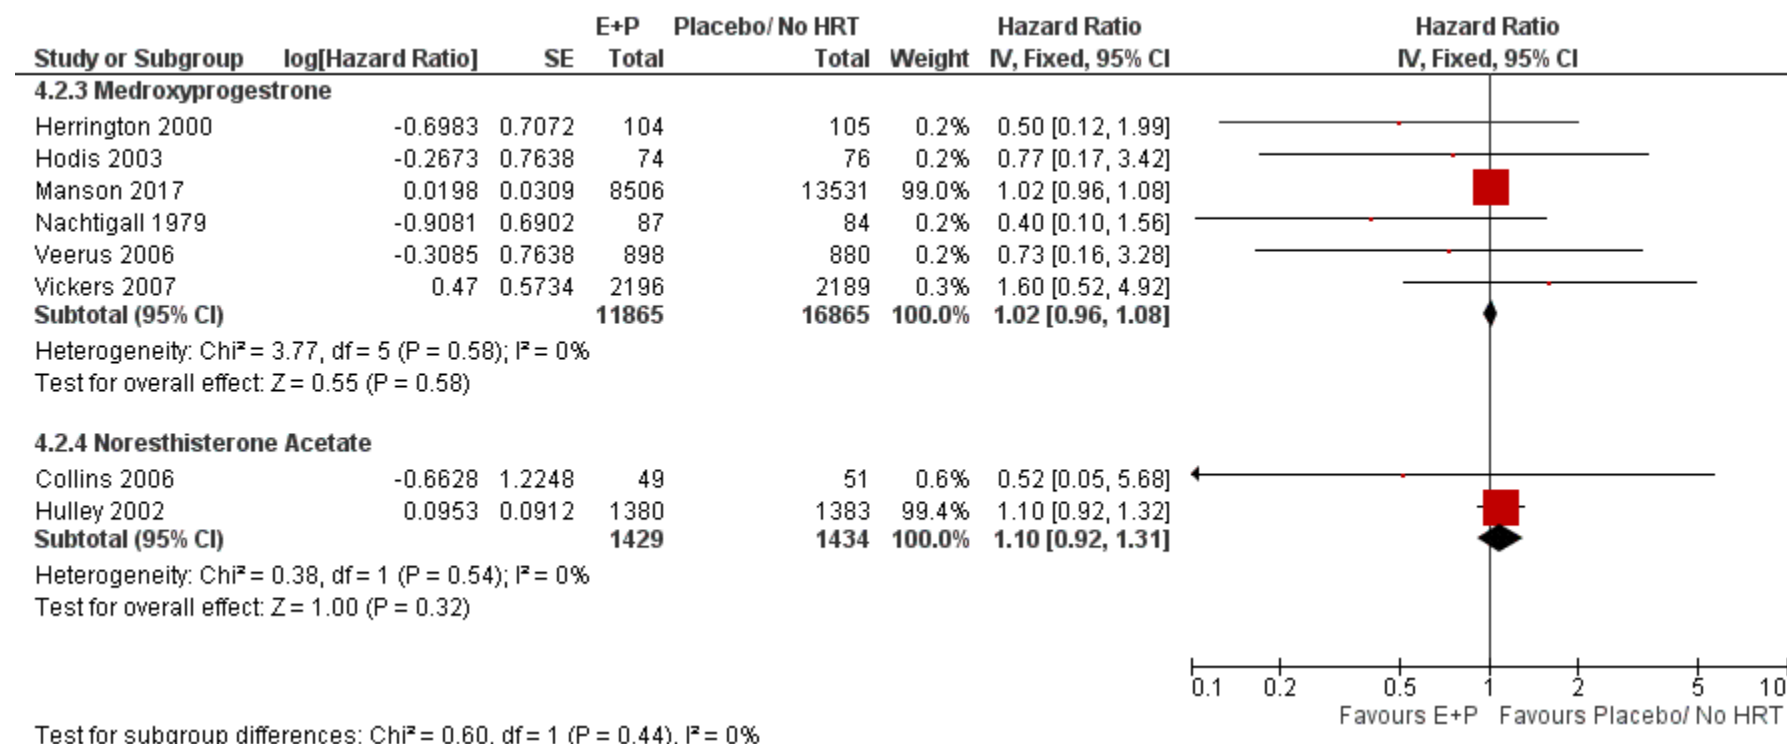 E+P Placebo/ No HRT Hazard Ratio Hazard Ratio
Study or Subgroup log[Hazard Ratio] SE Total Total Weight IV, Fixed, 95% CI IV, Fixed, 95% CI
4.2.3 Medroxyprogestrone
Herrington 2000 -0.6983 0.7072 104 105 0.2% 0.50 [0.12, 1.99]
Hodis 2003 -0.2673 0.7638 74 76 0.2% 0.77 [0.17, 3.42]
Manson 2017 0.0198 0.0309 8506 13531 99.0% 1.02 [0.96, 1.08]
Nachtigall 1979 -0.9081 0.6902 87 84 0.2% 0.40 [0.10, 1.56]
Veerus 2006 -0.3085 0.7638 898 880 0.2% 0.73 [0.16, 3.28]
Vickers 2007 0.47 0.5734 2196 2189 0.3% 1.60 [0.52, 4.92]
Subtotal (95% CI) 11865 16865 100.0% 1.02 [0.96, 1.08]
Heterogeneity: Chi² = 3.77, df = 5 (P = 0.58); I² = 0%
Test for overall effect: Z = 0.55 (P = 0.58)
4.2.4 Noresthisterone Acetate
Collins 2006 -0.6628 1.2248 49 51 0.6% 0.52 [0.05, 5.68]
Hulley 2002 0.0953 0.0912 1380 1383 99.4% 1.10 [0.92, 1.32]
Subtotal (95% CI) 1429 1434 100.0% 1.10 [0.92, 1.31]
Heterogeneity: Chi² = 0.38, df = 1 (P = 0.54); I² = 0%
Test for overall effect: Z = 1.00 (P = 0.32)
0.1 0.2 0.5 1 2 5 10
Favours E+P Favours Placebo/ No HRT
Test for subgroup differences: Chi² = 0.60, df = 1 (P = 0.44), I² = 0%